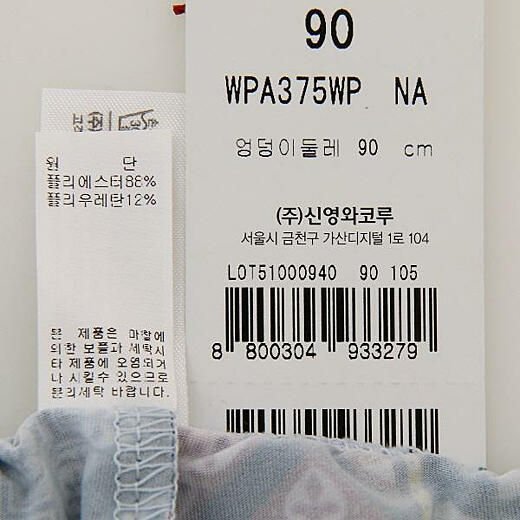 90
WPA375WP NA
엉덩이둘레 90 cm
(주)신영와코루
서울시 금천구 가산디지털 1로 104
LOT51000940 90 105
8 800304 933279
원 단
폴리에스터88%
폴리우레탄12%
본 제품은 마찰에
의한 보풀과 세탁시
타 제품에 오염되거
나 시킬수 있으므로
분리세탁 바랍니다.